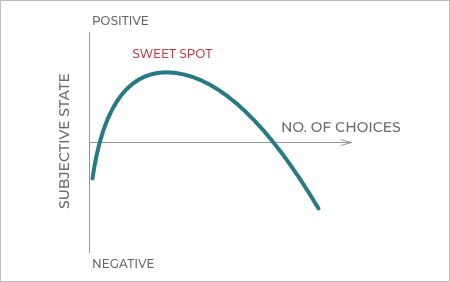 POSITIVE
SWEET SPOT
NO. OF CHOICES
SUBJECTIVE STATE
NEGATIVE